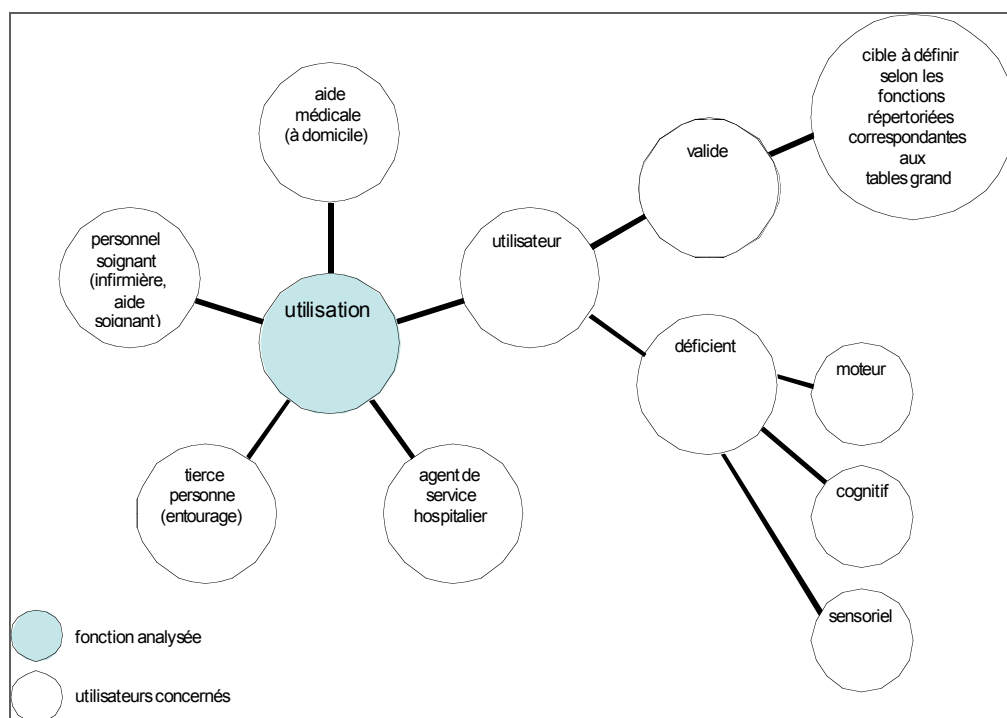 aide
médicale
(à domicile)
personnel
soignant
(infirmière,
aide
soignant)
utilisation
tierce
personne
(entourage)
agent de
service
hospitalier
utilisateur
valide
cible à définir
selon les
fonctions
répertoriées
correspondantes
aux
tables grand
déficient
moteur
cognitif
sensoriel
fonction analysée
utilisateurs concernés